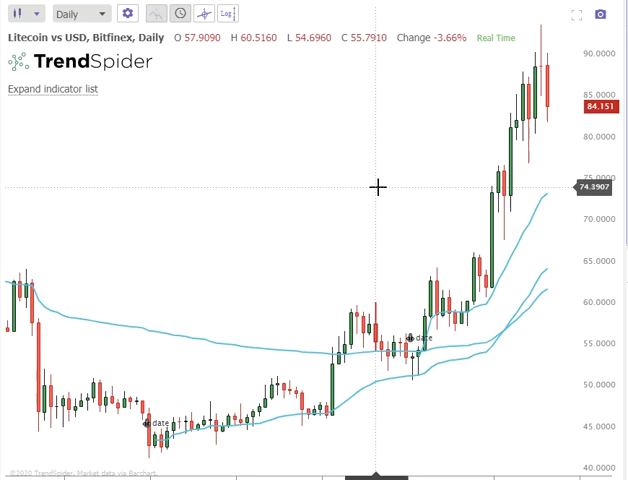 Daily
Log
Litecoin vs USD, Bitfinex, Daily O 57.9090 H 60.5160 L 54.6960 C 55.7910 Change -3.66% Real Time
TrendSpider
Expand indicator list
90.0000
85.0000
84.151
80.0000
75.0000
74.3907
70.0000
65.0000
60.0000
date
55.0000
50.0000
45.0000
date
40.0000
©2020 TrendSpider, Market data via Barchart.